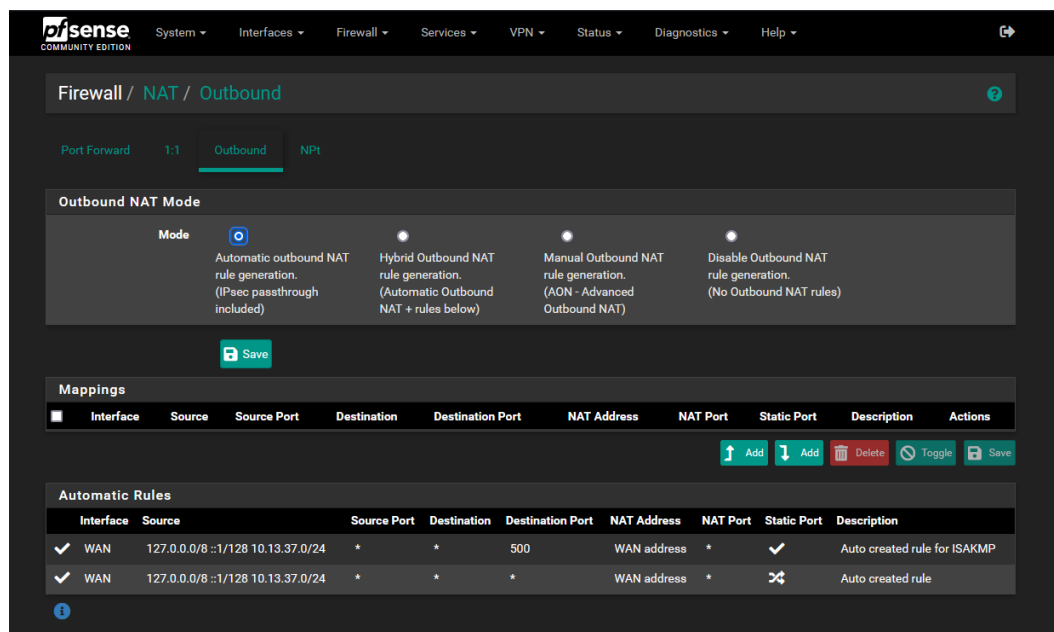 pfsense
COMMUNITY EDITION
System Interfaces Firewall Services VPN Status Diagnostics Help
Firewall / NAT / Outbound
Port Forward 1:1 Outbound NPt
Outbound NAT Mode
Mode
Automatic outbound NAT
rule generation.
(IPsec passthrough
included)
Hybrid Outbound NAT
rule generation.
(Automatic Outbound
NAT + rules below)
Manual Outbound NAT
rule generation.
(AON - Advanced
Outbound NAT)
Disable Outbound NAT
rule generation.
(No Outbound NAT rules)
Save
Mappings
Interface Source Source Port Destination Destination Port NAT Address NAT Port Static Port Description Actions
Add Add Delete Toggle Save
Automatic Rules
Interface Source Source Port Destination Destination Port NAT Address NAT Port Static Port Description
WAN 127.0.0.0/8 ::1/128 10.13.37.0/24 * * 500 WAN address * Auto created rule for ISAKMP
WAN 127.0.0.0/8 ::1/128 10.13.37.0/24 * * * WAN address * Auto created rule